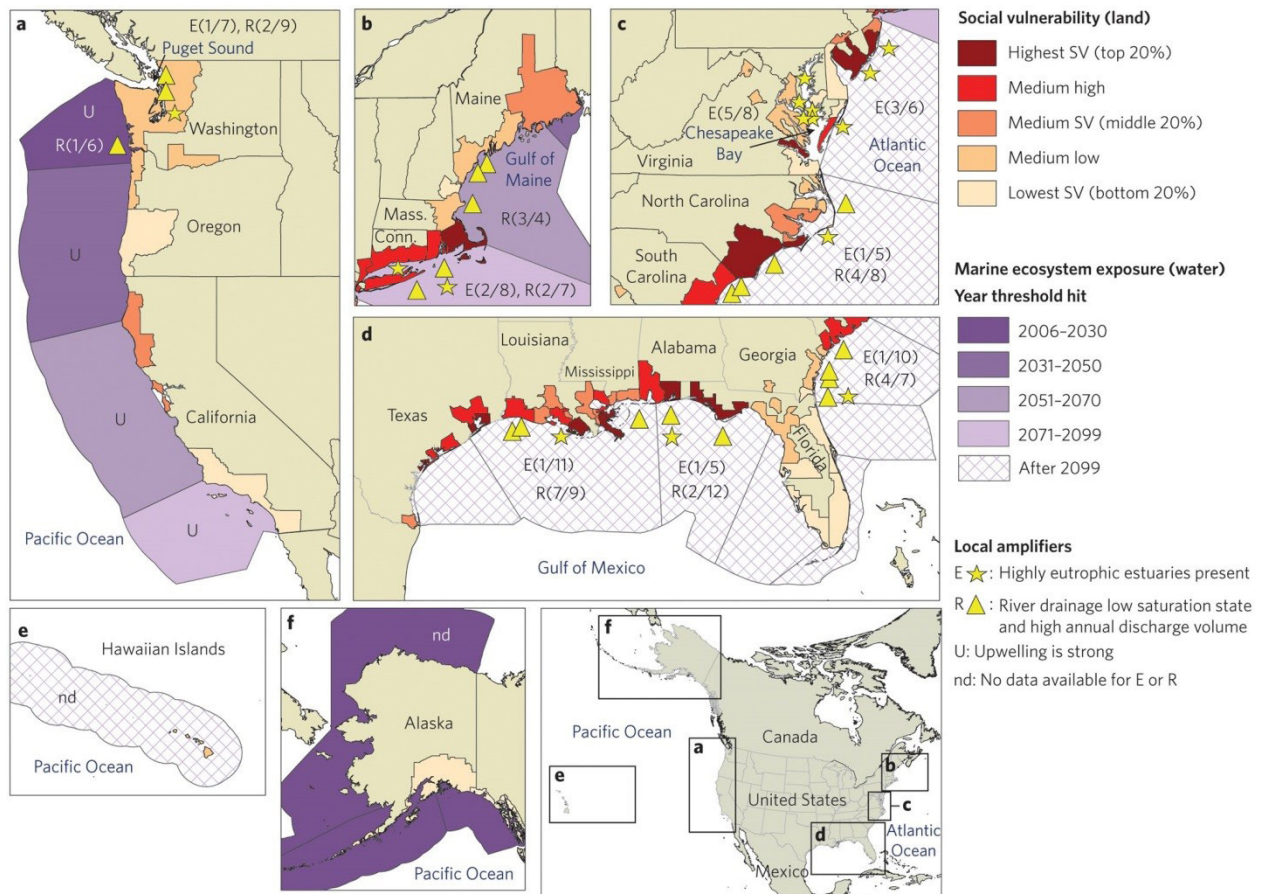 a
E(1/7), R(2/9)
Puget Sound
U
R(1/6)
Washington
U
Oregon
U
California
U
Pacific Ocean
b
Maine
Gulf of
Maine
R(3/4)
Mass.
Conn.
E(2/8), R(2/7)
c
E(3/6)
E(5/8)
Chesapeake
Bay
Atlantic
Ocean
Virginia
North Carolina
E(1/5)
R(4/8)
South
Carolina
d
Louisiana
Alabama
Georgia
Mississippi
Texas
E(1/10)
R(4/7)
Florida
E(1/11)
R(7/9)
E(1/5)
R(2/12)
Gulf of Mexico
Social vulnerability (land)
Highest SV (top 20%)
Medium high
Medium SV (middle 20%)
Medium low
Lowest SV (bottom 20%)
Marine ecosystem exposure (water)
Year threshold hit
2006–2030
2031–2050
2051–2070
2071–2099
After 2099
Local amplifiers
E : Highly eutrophic estuaries present
R : River drainage low saturation state
and high annual discharge volume
U: Upwelling is strong
nd: No data available for E or R
e
Hawaiian Islands
nd
Pacific Ocean
f
nd
Alaska
Pacific Ocean
f
Pacific Ocean
Canada
a
b
e
United States
c
d
Atlantic
Ocean
Mexico